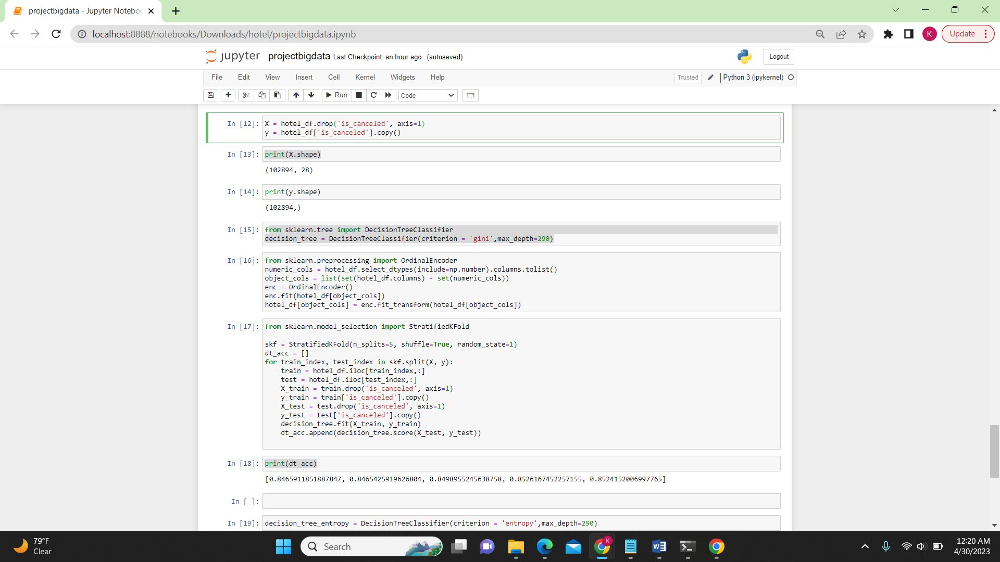 projectbigdata - Jupyter Notebo
localhost:8888/notebooks/Downloads/hotel/projectbigdata.ipynb
K
Update
jupyter projectbigdata Last Checkpoint: an hour ago (autosaved)
Logout
File Edit View Insert Cell Kernel Widgets Help
Trusted
Python 3 (ipykernel)
Run
Code
In [12]: X = hotel_df.drop('is_canceled', axis=1)
y = hotel_df['is_canceled'].copy()
In [13]: print(X.shape)
(102894, 28)
In [14]: print(y.shape)
(102894,)
In [15]: from sklearn.tree import DecisionTreeClassifier
decision_tree = DecisionTreeClassifier(criterion = 'gini',max_depth=290)
In [16]: from sklearn.preprocessing import OrdinalEncoder
numeric_cols = hotel_df.select_dtypes(include=np.number).columns.tolist()
object_cols = list(set(hotel_df.columns) - set(numeric_cols))
enc = OrdinalEncoder()
enc.fit(hotel_df[object_cols])
hotel_df[object_cols] = enc.fit_transform(hotel_df[object_cols])
In [17]: from sklearn.model_selection import StratifiedKFold
skf = StratifiedKFold(n_splits=5, shuffle=True, random_state=1)
dt_acc = []
for train_index, test_index in skf.split(X, y):
    train = hotel_df.iloc[train_index,:]
    test = hotel_df.iloc[test_index,:]
    X_train = train.drop('is_canceled', axis=1)
    y_train = train['is_canceled'].copy()
    X_test = test.drop('is_canceled', axis=1)
    y_test = test['is_canceled'].copy()
    decision_tree.fit(X_train, y_train)
    dt_acc.append(decision_tree.score(X_test, y_test))
In [18]: print(dt_acc)
[0.8465911851887847, 0.8465425919626804, 0.8498955245638758, 0.8526167452257155, 0.8524152006997765]
In [ ]:
In [19]: decision_tree_entropy = DecisionTreeClassifier(criterion = 'entropy',max_depth=290)
79°F
Clear
Search
K
12:20 AM
4/30/2023